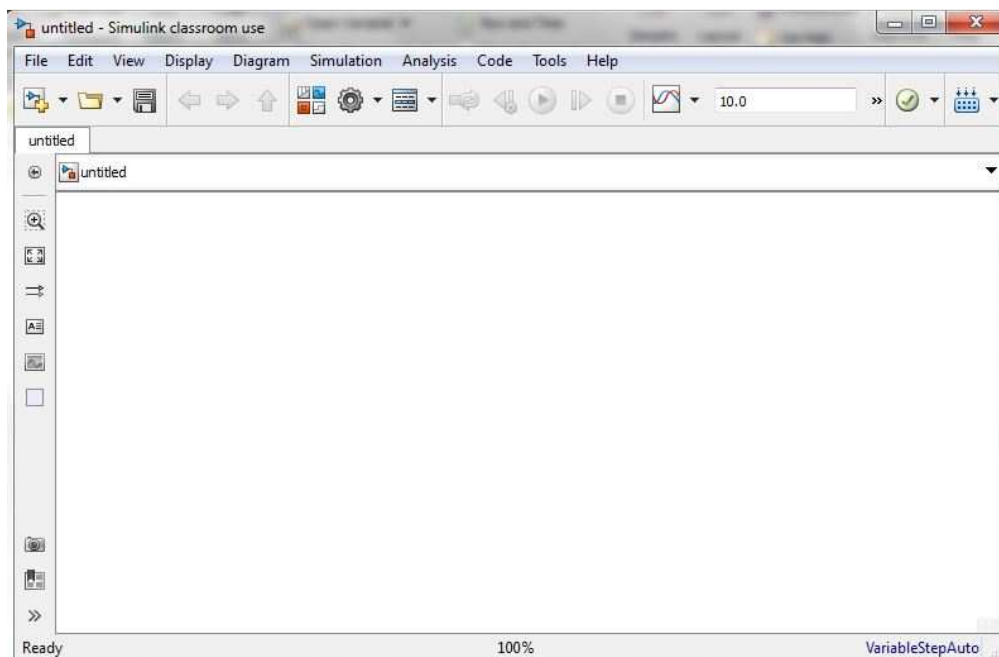 untitled - Simulink classroom use
File Edit View Display Diagram Simulation Analysis Code Tools Help
10.0 »
untitled
untitled
Ready 100% VariableStepAuto